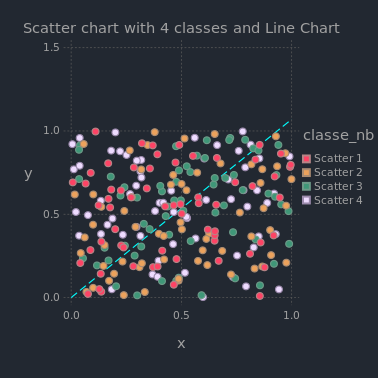 Scatter chart with 4 classes and Line Chart
1.5
1.0
0.5
0.0
y
0.0 0.5 1.0
x
classe_nb
Scatter 1
Scatter 2
Scatter 3
Scatter 4